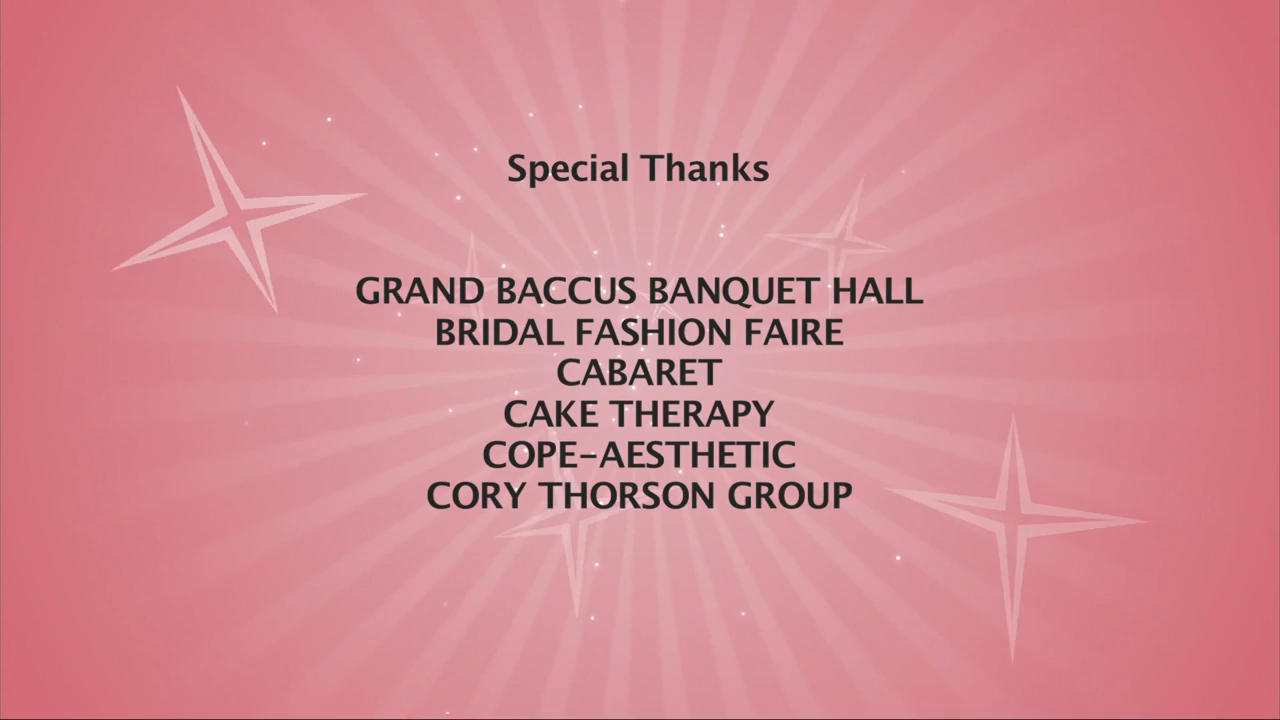 Special Thanks
GRAND BACCUS BANQUET HALL
BRIDAL FASHION FAIRE
CABARET
CAKE THERAPY
COPE-AESTHETIC
CORY THORSON GROUP